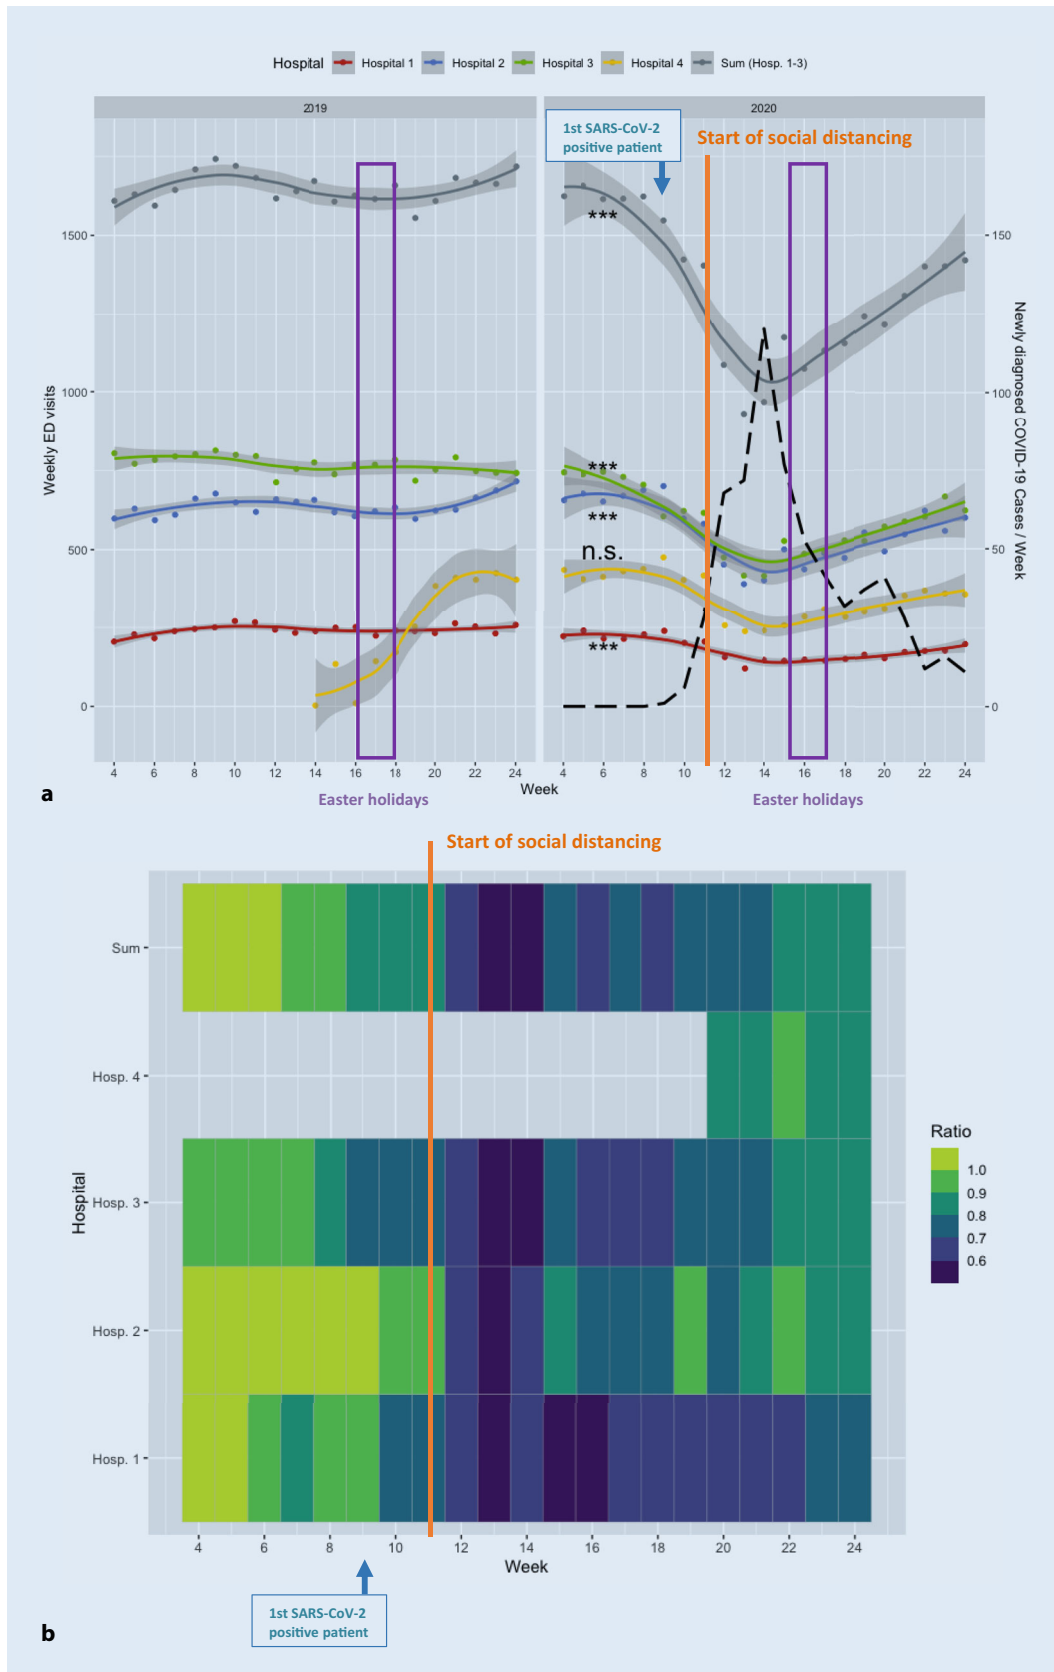 Hospital Hospital 1 Hospital 2 Hospital 3 Hospital 4 Sum (Hosp. 1-3)
2019 2020
1st SARS-CoV-2
positive patient
Start of social distancing
***
***
***
n.s.
***
1500
1000
500
0
Weekly ED visits
150
100
50
0
Newly diagnosed COVID-19 Cases / Week
4 6 8 10 12 14 16 18 20 22 24 4 6 8 10 12 14 16 18 20 22 24
Week
a
Easter holidays Easter holidays
Start of social distancing
Sum
Hosp. 4
Hosp. 3
Hosp. 2
Hosp. 1
Hospital
Ratio
1.0
0.9
0.8
0.7
0.6
4 6 8 10 12 14 16 18 20 22 24
Week
1st SARS-CoV-2
positive patient
b